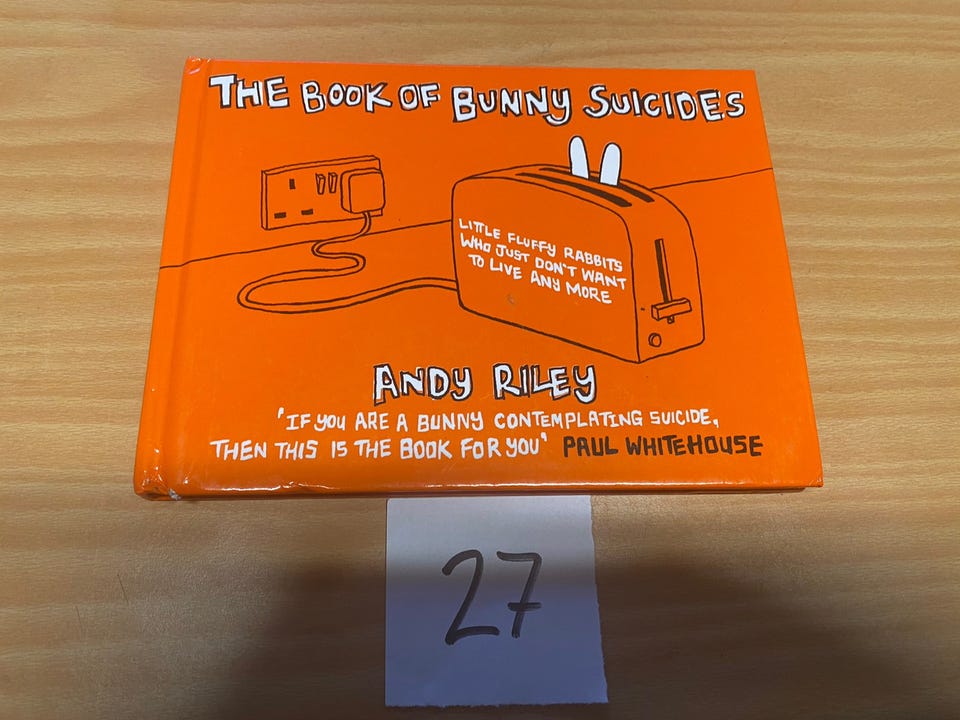 THE BOOK OF BUNNY SUICIDES
LITTLE FLUFFY RABBITS
WHO JUST DON'T WANT
TO LIVE ANY MORE
ANDY RILEY
'IF YOU ARE A BUNNY CONTEMPLATING SUICIDE,
THEN THIS IS THE BOOK FOR YOU' PAUL WHITEHOUSE
27